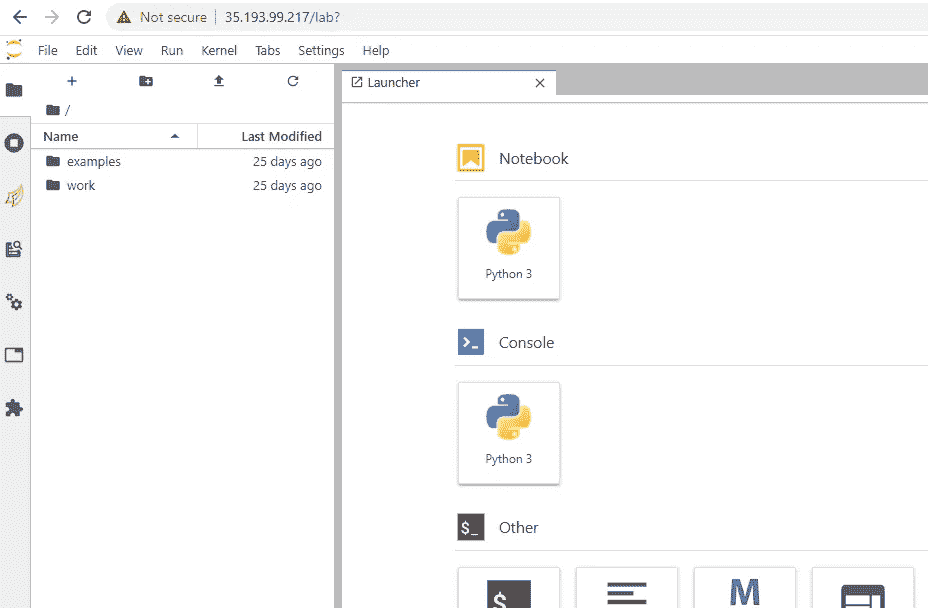 Not secure | 35.193.99.217/lab?
File Edit View Run Kernel Tabs Settings Help
Launcher
/
Name Last Modified
examples 25 days ago
work 25 days ago
Notebook
Python 3
>_ Console
Python 3
$_ Other
$ M